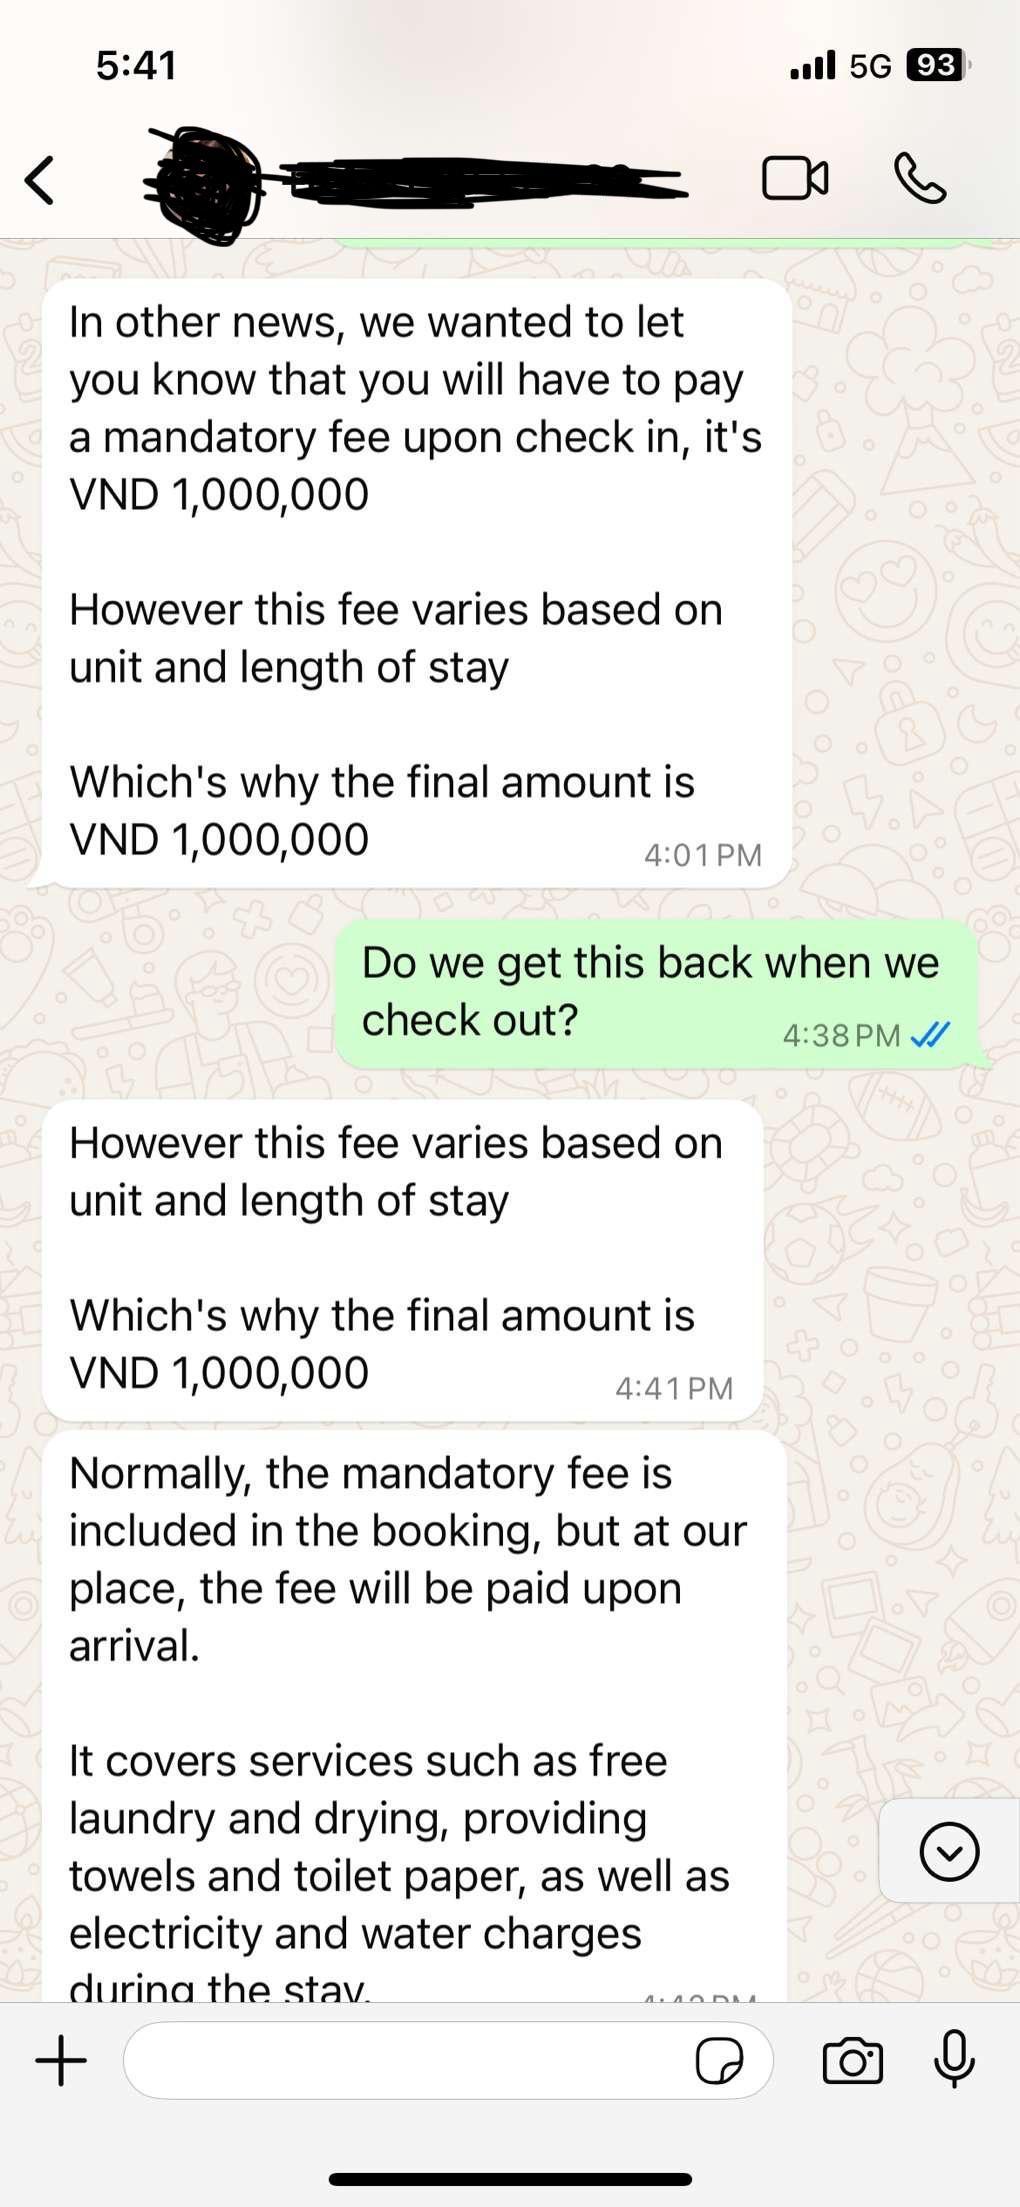 5:41
5G 93
In other news, we wanted to let
you know that you will have to pay
a mandatory fee upon check in, it's
VND 1,000,000
However this fee varies based on
unit and length of stay
Which's why the final amount is
VND 1,000,000
4:01 PM
Do we get this back when we
check out?
4:38 PM
However this fee varies based on
unit and length of stay
Which's why the final amount is
VND 1,000,000
4:41 PM
Normally, the mandatory fee is
included in the booking, but at our
place, the fee will be paid upon
arrival.
It covers services such as free
laundry and drying, providing
towels and toilet paper, as well as
electricity and water charges
during the stay.